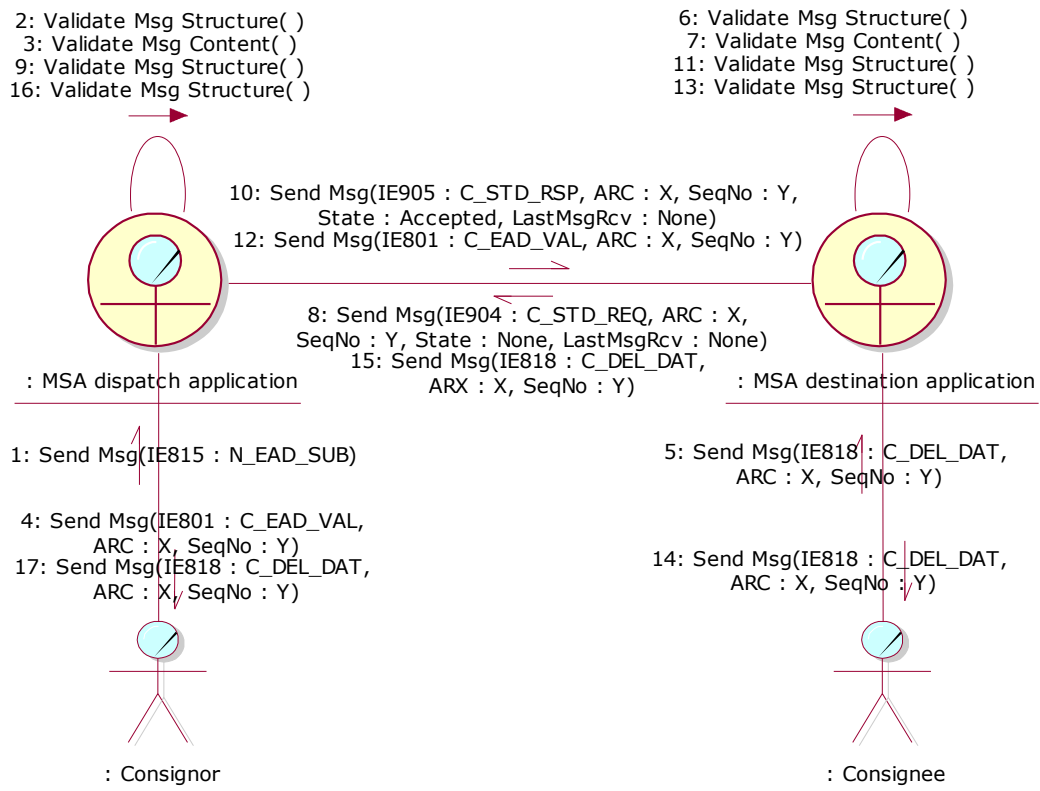 2: Validate Msg Structure( )
3: Validate Msg Content( )
9: Validate Msg Structure( )
16: Validate Msg Structure( )
6: Validate Msg Structure( )
7: Validate Msg Content( )
11: Validate Msg Structure( )
13: Validate Msg Structure( )
10: Send Msg(IE905 : C_STD_RSP, ARC : X, SeqNo : Y,
State : Accepted, LastMsgRcv : None)
12: Send Msg(IE801 : C_EAD_VAL, ARC : X, SeqNo : Y)
8: Send Msg(IE904 : C_STD_REQ, ARC : X,
SeqNo : Y, State : None, LastMsgRcv : None)
15: Send Msg(IE818 : C_DEL_DAT,
ARX : X, SeqNo : Y)
: MSA dispatch application
: MSA destination application
1: Send Msg(IE815 : N_EAD_SUB)
5: Send Msg(IE818 : C_DEL_DAT,
ARC : X, SeqNo : Y)
4: Send Msg(IE801 : C_EAD_VAL,
ARC : X, SeqNo : Y)
17: Send Msg(IE818 : C_DEL_DAT,
ARC : X, SeqNo : Y)
14: Send Msg(IE818 : C_DEL_DAT,
ARC : X, SeqNo : Y)
: Consignor
: Consignee